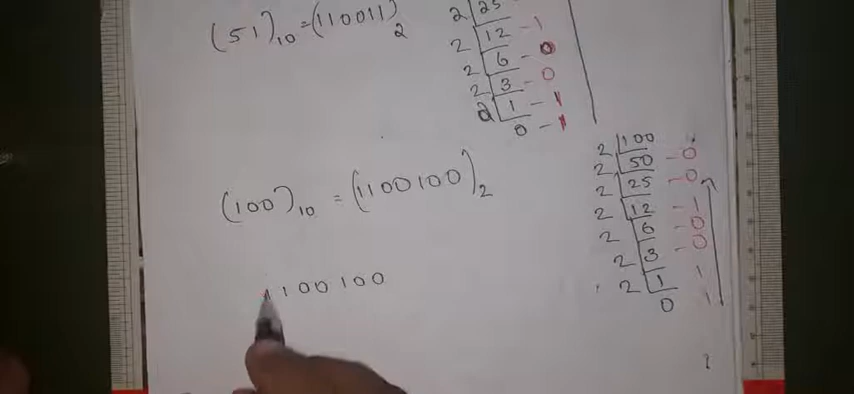 (51)10 = (110011)2
2 | 25
2 | 12 - 1
2 | 6 - 0
2 | 3 - 0
2 | 1 - 1
0 - 1
(100)10 = (1100100)2
1100100
2 | 100
2 | 50 - 0
2 | 25 - 0
2 | 12 - 1
2 | 6 - 0
2 | 3 - 0
2 | 1 1
0 1